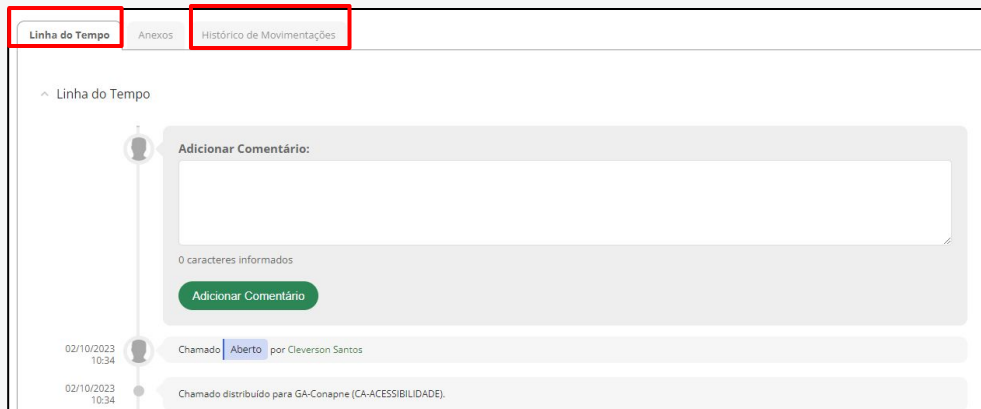 Linha do Tempo Anexos Histórico de Movimentações
Linha do Tempo
Adicionar Comentário:
0 caracteres informados
Adicionar Comentário
02/10/2023
10:34
Chamado Aberto por Cleverson Santos
02/10/2023
10:34
Chamado distribuído para GA-Conapne (CA-ACESSIBILIDADE).